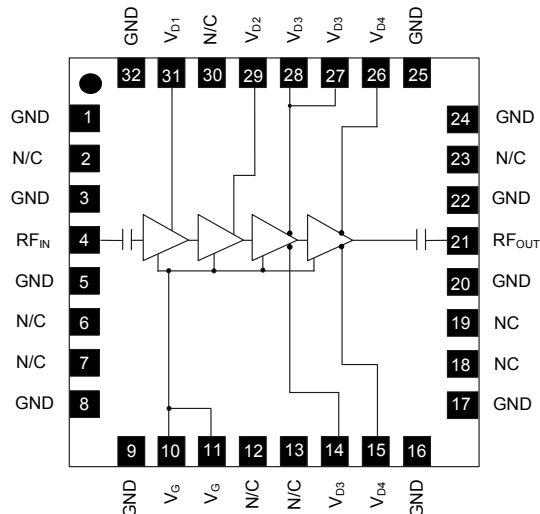 GND V_D1 N/C V_D2 V_D3 V_D3 V_D4 GND
32 31 30 29 28 27 26 25
GND 1
N/C 2
GND 3
RF_IN 4
GND 5
N/C 6
N/C 7
GND 8
24 GND
23 N/C
22 GND
21 RF_OUT
20 GND
19 NC
18 NC
17 GND
9 10 11 12 13 14 15 16
GND V_G V_G N/C N/C V_D3 V_D4 GND